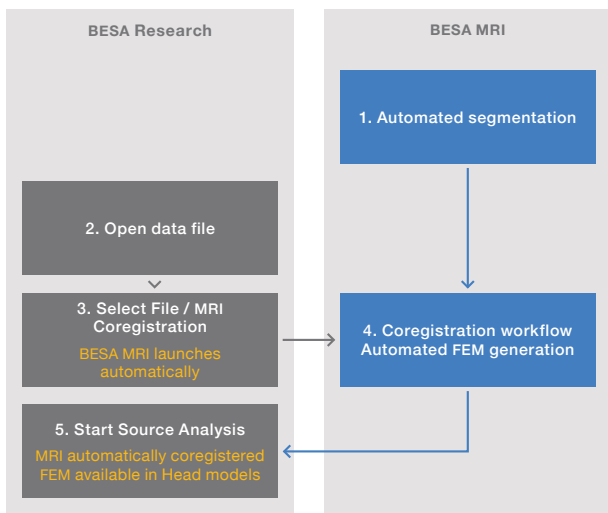 BESA Research
BESA MRI
1. Automated segmentation
2. Open data file
3. Select File / MRI
Coregistration
BESA MRI launches
automatically
4. Coregistration workflow
Automated FEM generation
5. Start Source Analysis
MRI automatically coregistered
FEM available in Head models